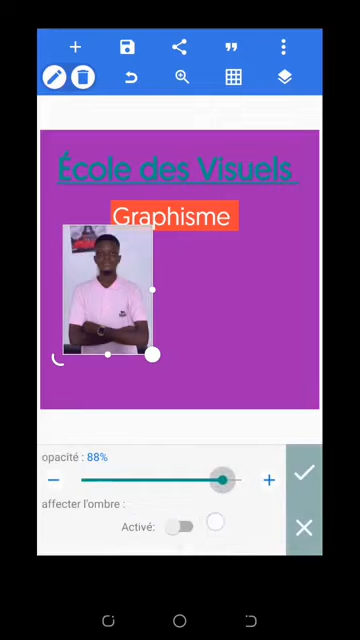 École des Visuels
Graphisme
opacité : 88%
affecter l'ombre :
Activé: